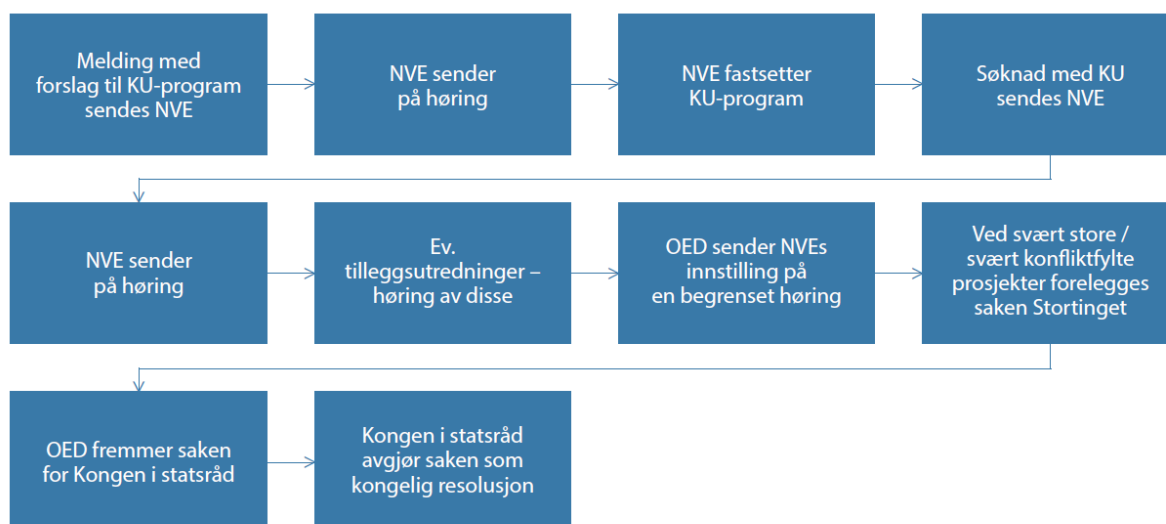 Melding med
forslag til KU-program
sendes NVE
NVE sender
på høring
NVE fastsetter
KU-program
Søknad med KU
sendes NVE
NVE sender
på høring
Ev.
tilleggsutredninger –
høring av disse
OED sender NVEs
innstilling på
en begrenset høring
Ved svært store /
svært konfliktfylte
prosjekter forelegges
saken Stortinget
OED fremmer saken
for Kongen i statsråd
Kongen i statsråd
avgjør saken som
kongelig resolusjon